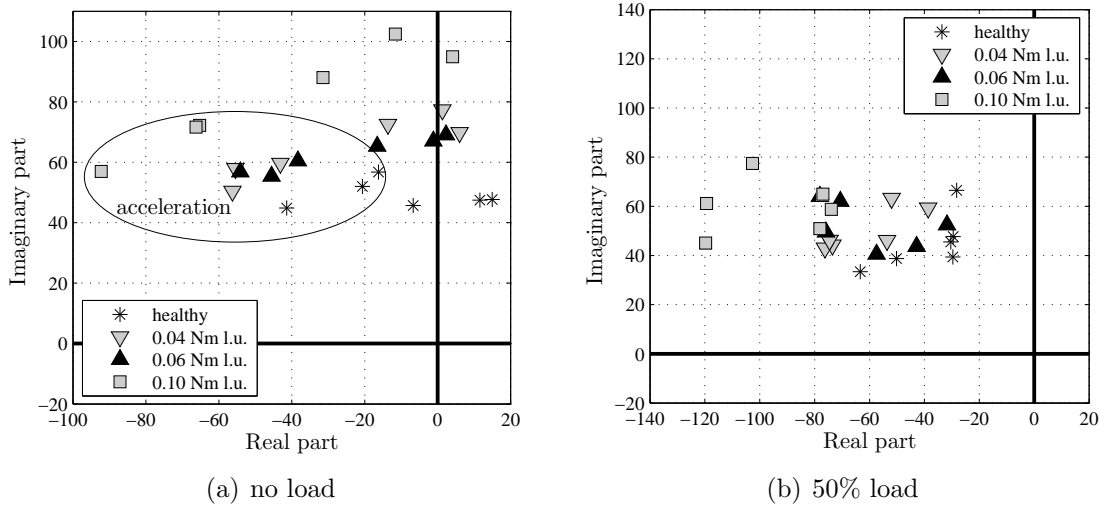 100
80
60
40
20
0
−20
−100
−80
−60
−40
−20
0
20
Real part
Imaginary part
acceleration
healthy
0.04 Nm l.u.
0.06 Nm l.u.
0.10 Nm l.u.
(a) no load
140
120
100
80
60
40
20
0
−20
−140
−120
−100
−80
−60
−40
−20
0
20
Real part
Imaginary part
healthy
0.04 Nm l.u.
0.06 Nm l.u.
0.10 Nm l.u.
(b) 50% load